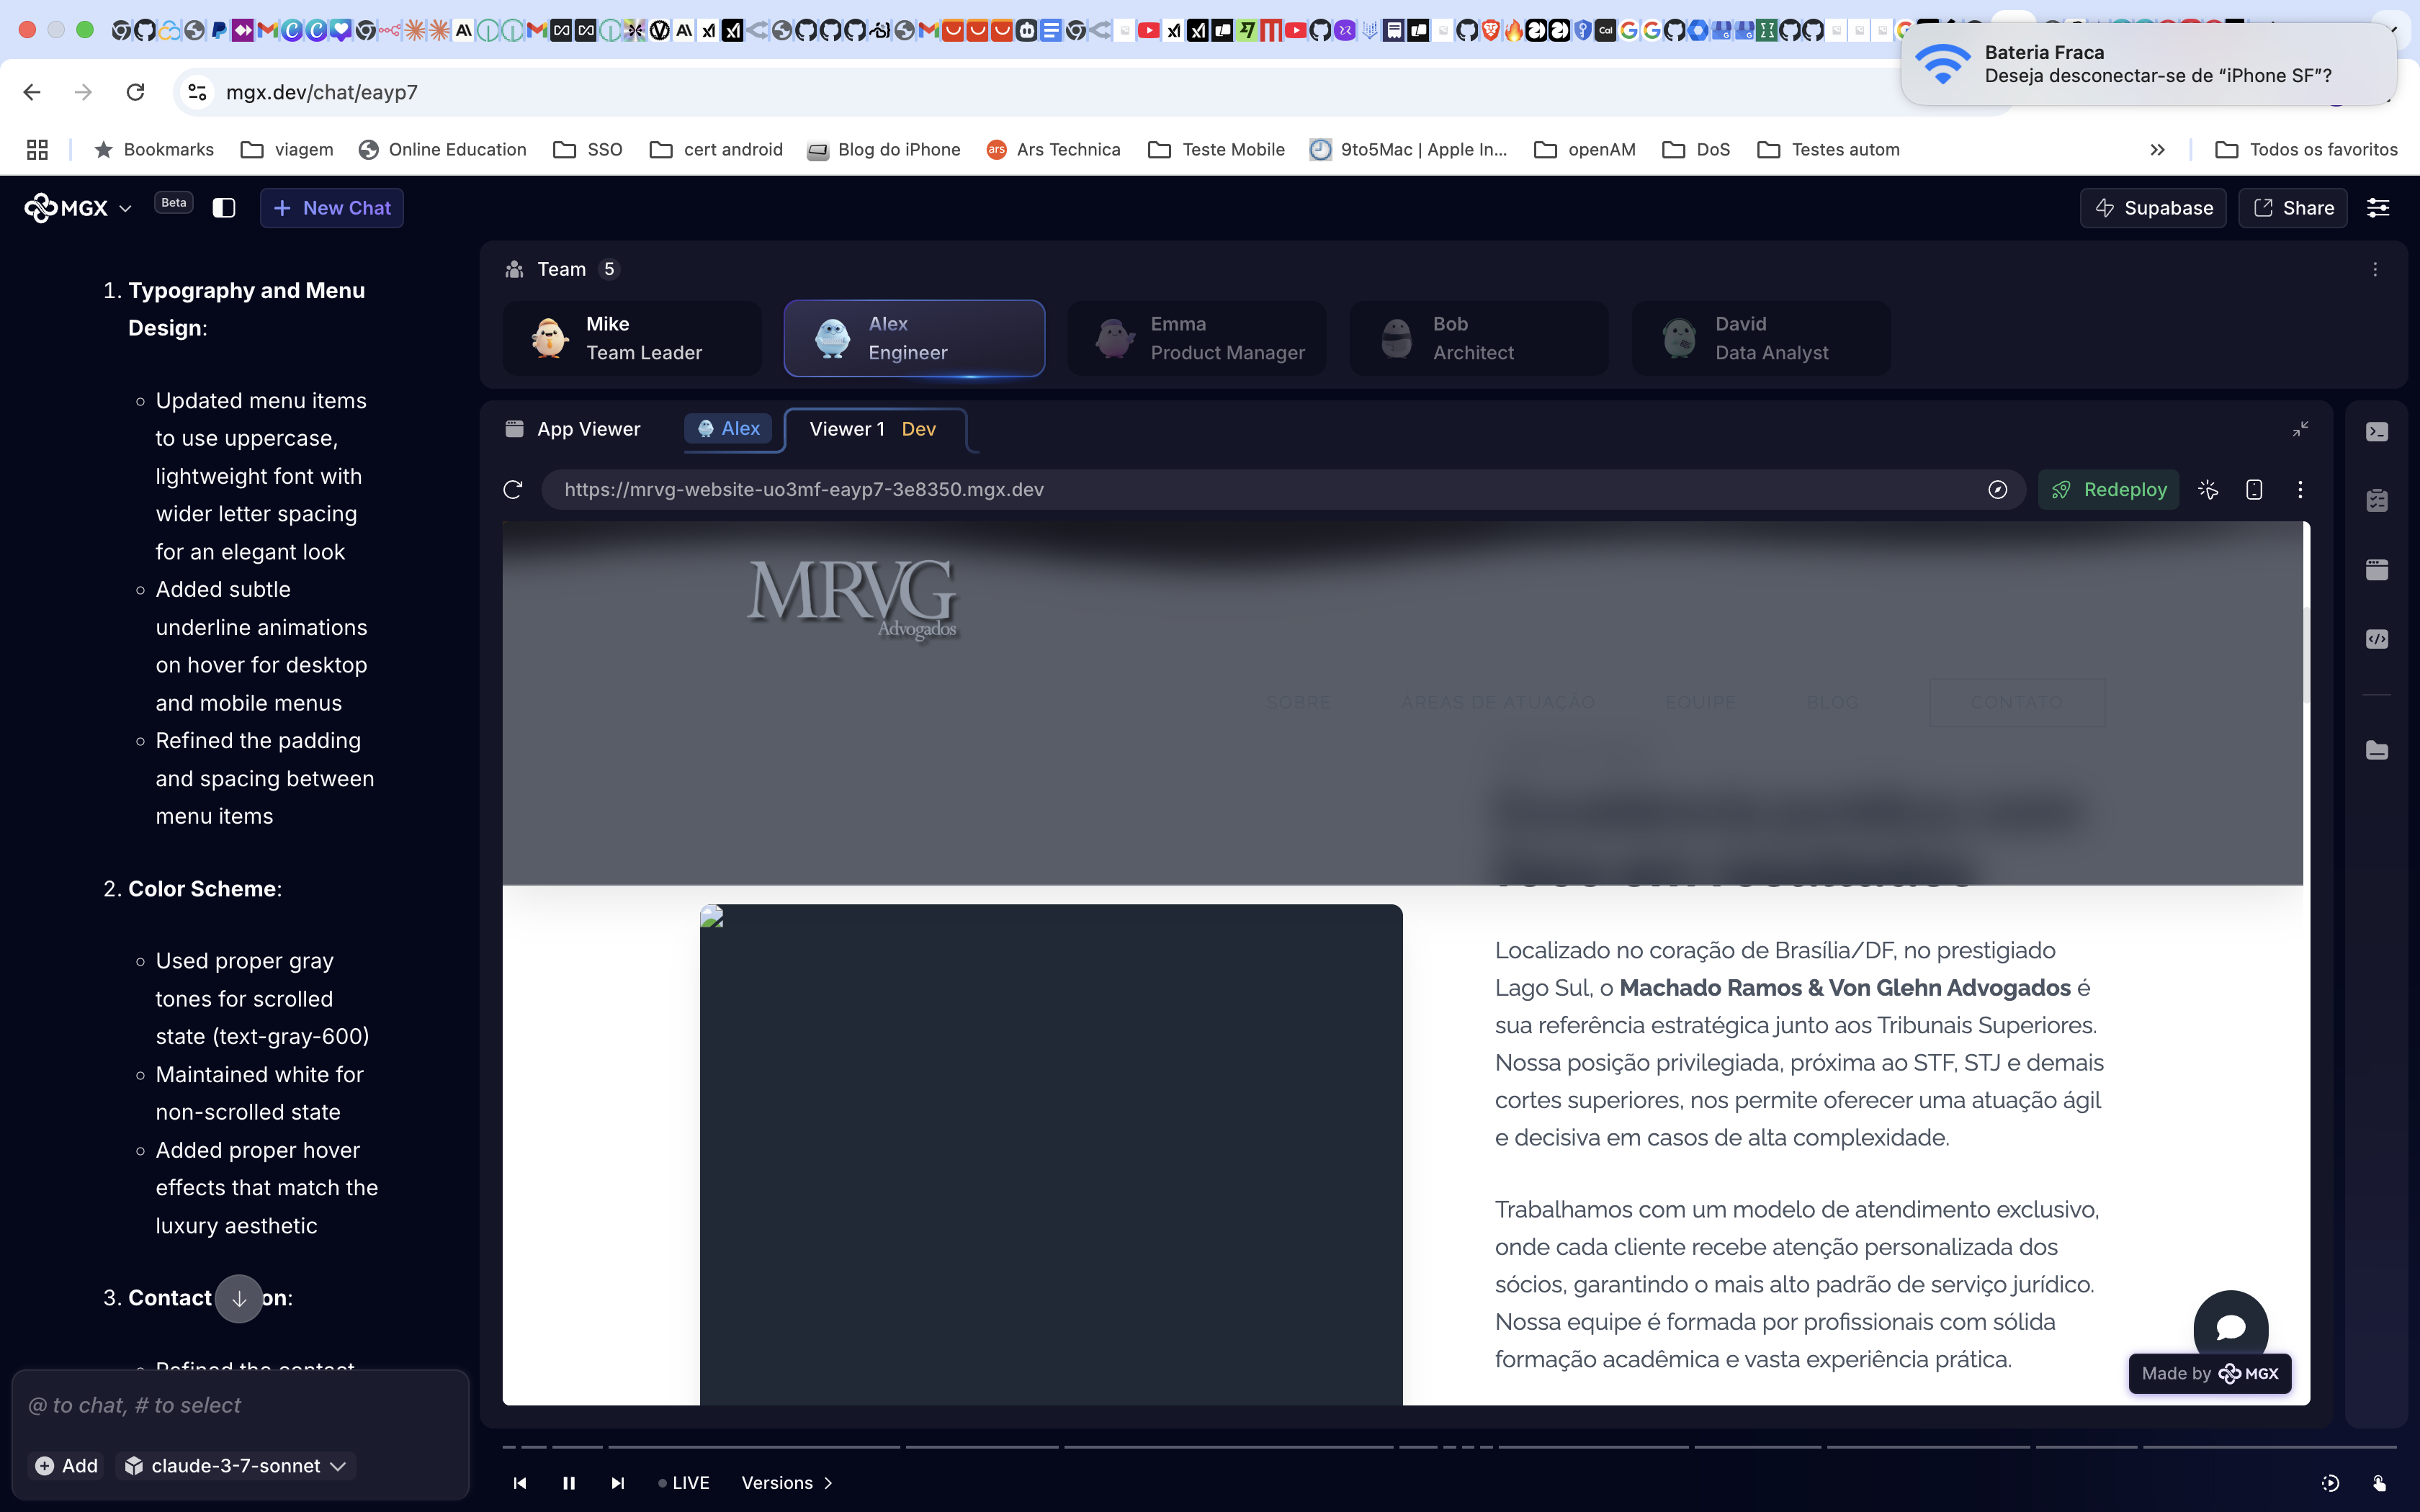 Bateria Fraca
Deseja desconectar-se de “iPhone SF”?
mgx.dev/chat/eayp7
Bookmarks
viagem
Online Education
SSO
cert android
Blog do iPhone
Ars Technica
Teste Mobile
9to5Mac | Apple In...
openAM
DoS
Testes autom
Todos os favoritos
MGX
Beta
New Chat
Supabase
Share
1. Typography and Menu
Design:
Updated menu items
to use uppercase,
lightweight font with
wider letter spacing
for an elegant look
Added subtle
underline animations
on hover for desktop
and mobile menus
Refined the padding
and spacing between
menu items
2. Color Scheme:
Used proper gray
tones for scrolled
state (text-gray-600)
Maintained white for
non-scrolled state
Added proper hover
effects that match the
luxury aesthetic
3. Contact on:
Refined the contact
@ to chat, # to select
Add
claude-3-7-sonnet
Team 5
Mike
Team Leader
Alex
Engineer
Emma
Product Manager
Bob
Architect
David
Data Analyst
App Viewer
Alex
Viewer 1 Dev
https://mrvg-website-uo3mf-eayp7-3e8350.mgx.dev
Redeploy
MRVG
Advogados
SOBRE
ÁREAS DE ATUAÇÃO
EQUIPE
BLOG
CONTATO
Localizado no coração de Brasília/DF, no prestigiado
Lago Sul, o Machado Ramos & Von Glehn Advogados é
sua referência estratégica junto aos Tribunais Superiores.
Nossa posição privilegiada, próxima ao STF, STJ e demais
cortes superiores, nos permite oferecer uma atuação ágil
e decisiva em casos de alta complexidade.
Trabalhamos com um modelo de atendimento exclusivo,
onde cada cliente recebe atenção personalizada dos
sócios, garantindo o mais alto padrão de serviço jurídico.
Nossa equipe é formada por profissionais com sólida
formação acadêmica e vasta experiência prática.
Made by MGX
LIVE
Versions